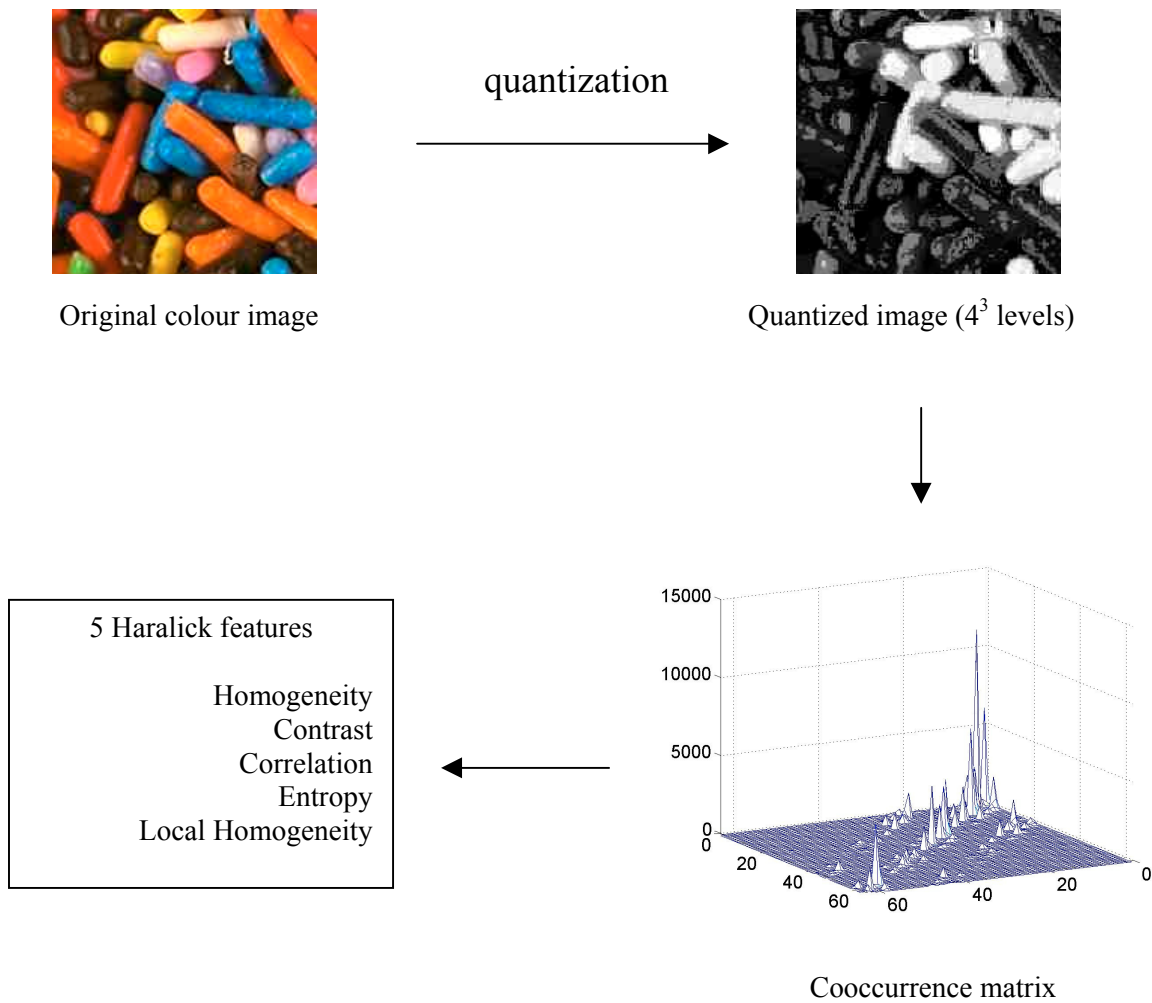 quantization
Original colour image
Quantized image (4³ levels)
5 Haralick features
Homogeneity
Contrast
Correlation
Entropy
Local Homogeneity
15000
10000
5000
0
0
20
40
60
60
40
20
0
Cooccurrence matrix